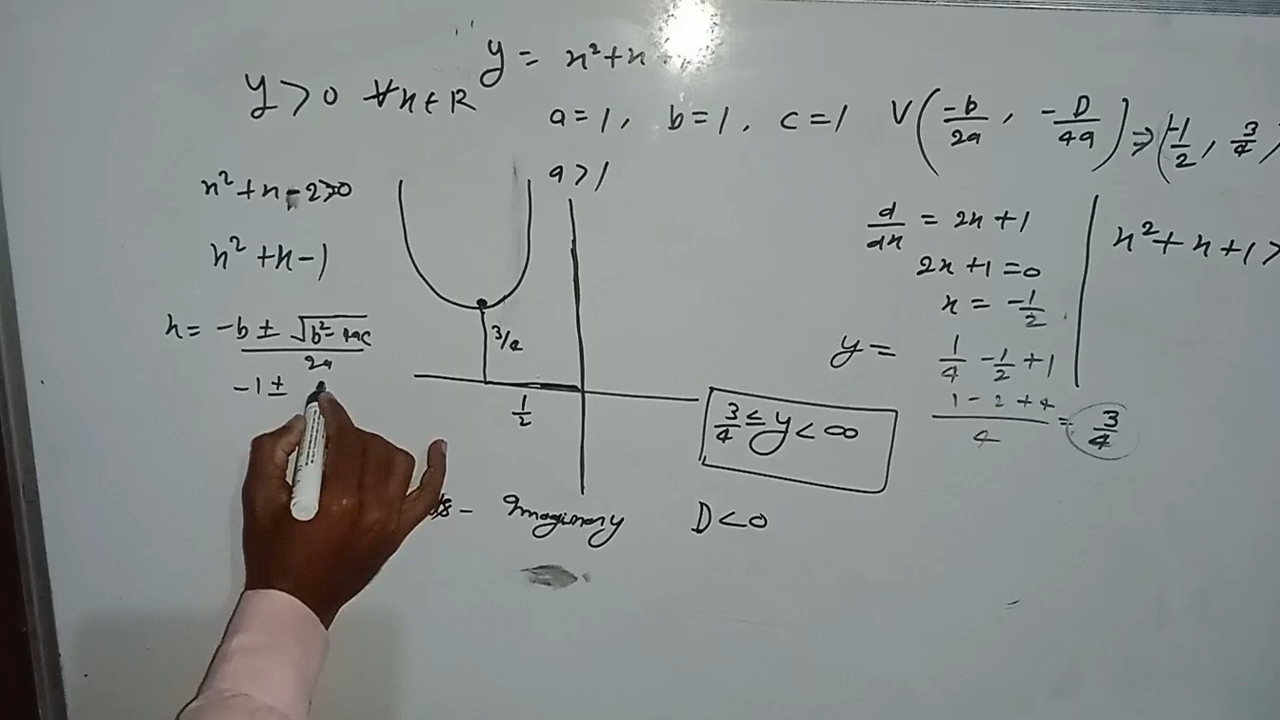 y = x² + x
y > 0 ∀x ∈ R
a = 1, b = 1, c = 1
V(-b/2a, -D/4a) ⇒ (-1/2, 3/4)
a > 1
x² + x - 2 > 0
x² + x - 1
x = -b ± √b² - 4ac / 2a
-1 ±
3/4
1/2
3/4 ≤ y < ∞
d/dx = 2x + 1
2x + 1 = 0
x = -1/2
y = 1/4 - 1/2 + 1
1 - 2 + 4 / 4 = 3/4
x² + x + 1 >
Imaginary D < 0